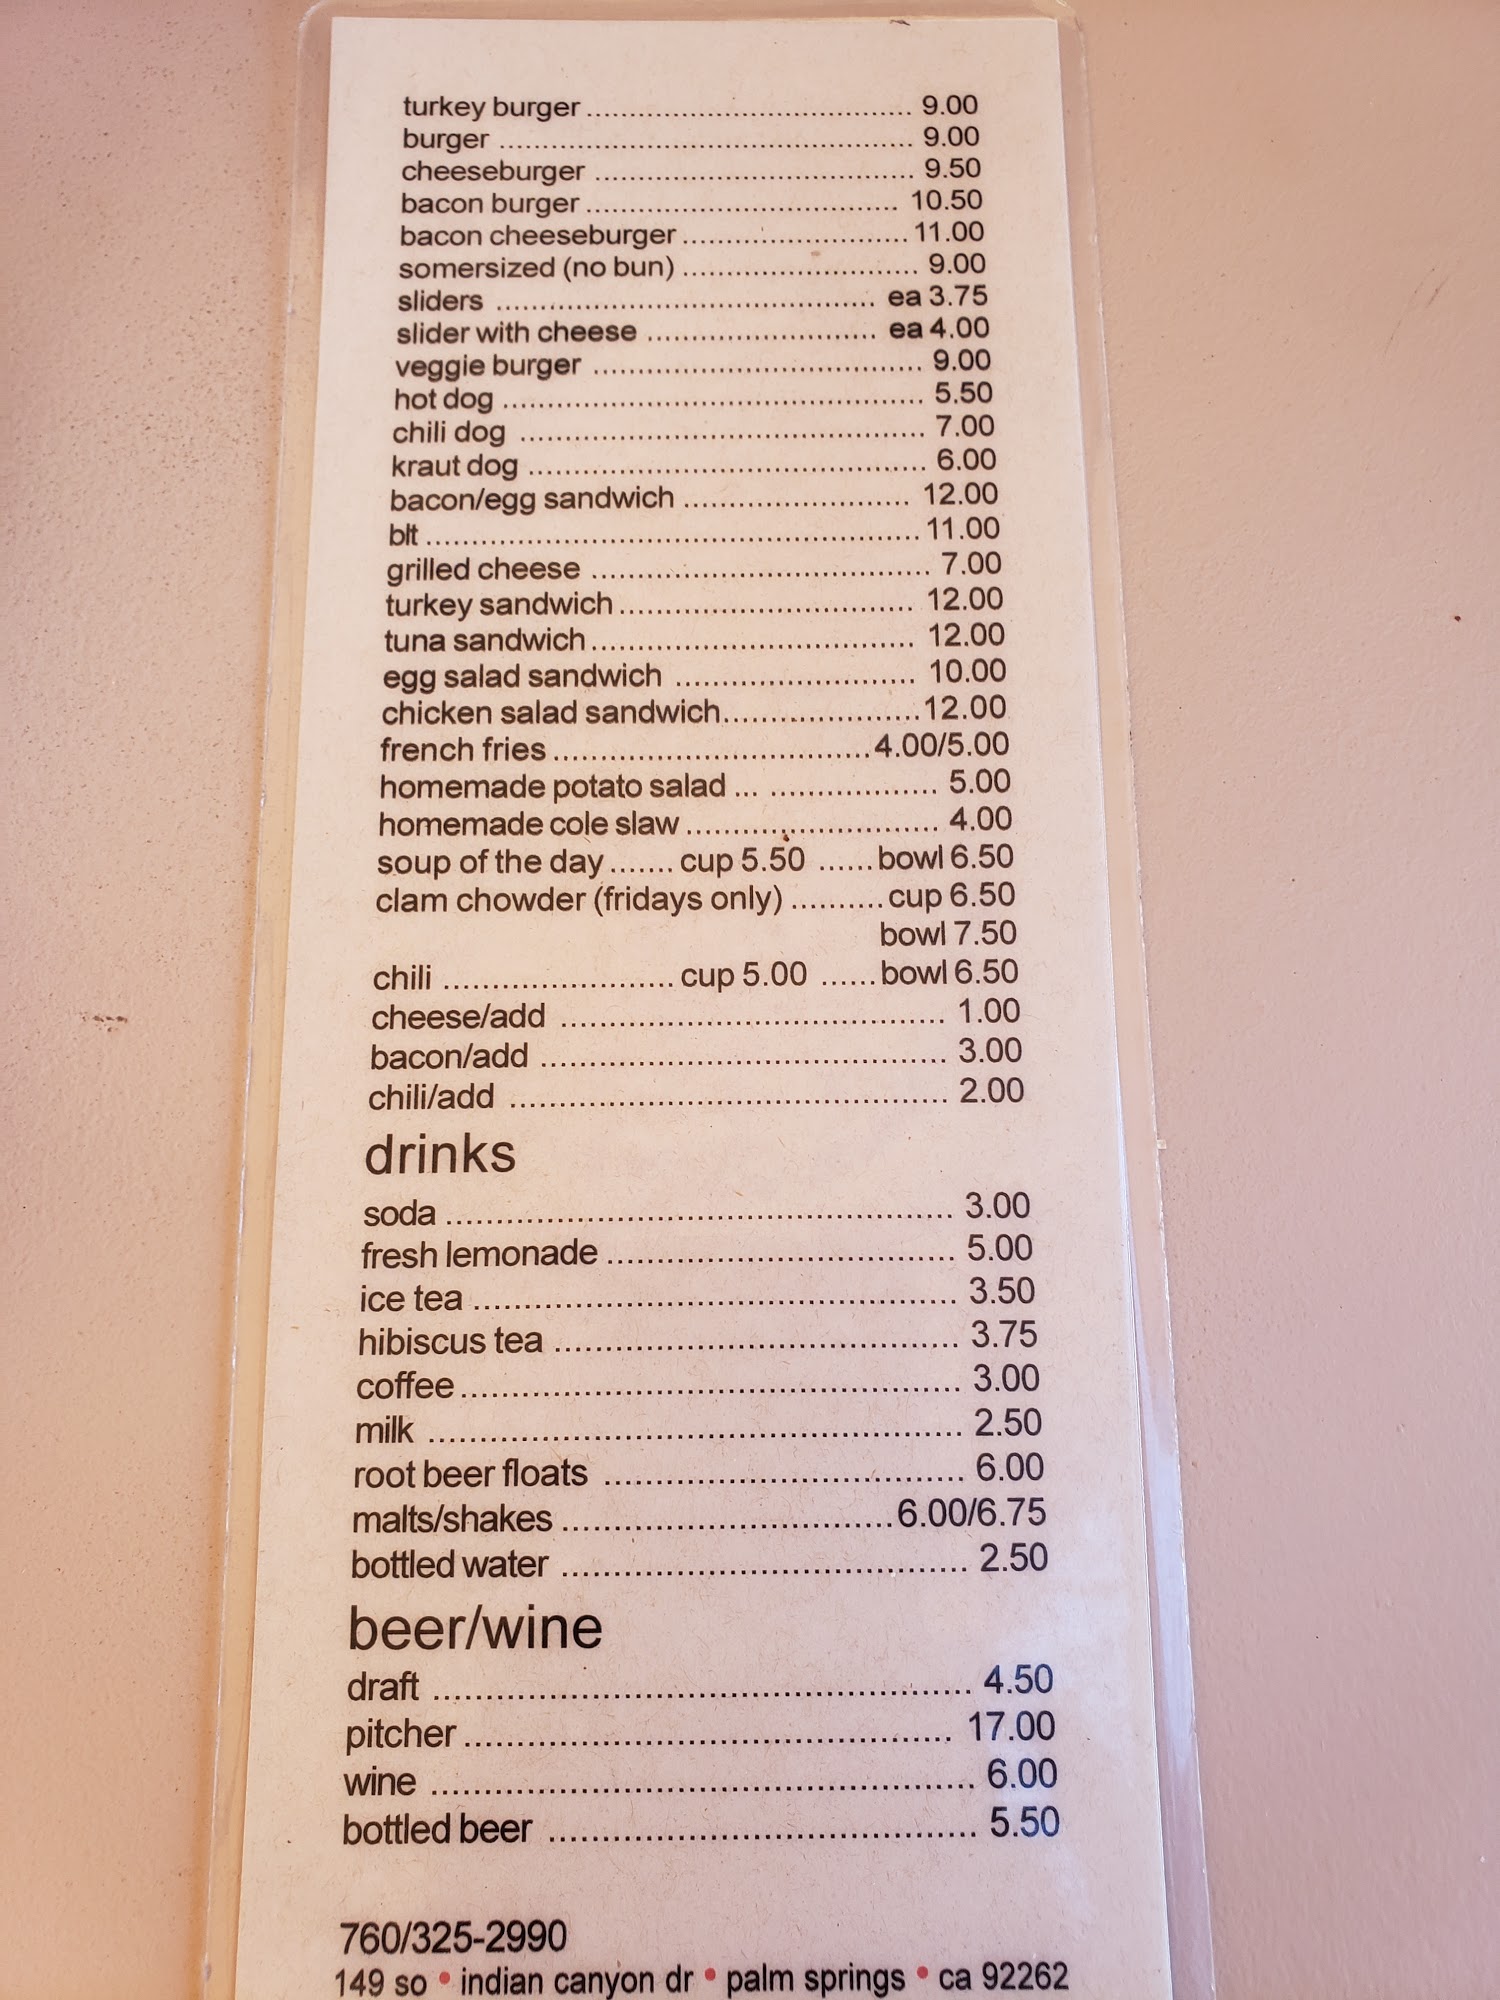 turkey burger ................................... 9.00
burger ............................................. 9.00
cheeseburger ................................... 9.50
bacon burger .................................. 10.50
bacon cheeseburger ......................... 11.00
somersized (no bun) ......................... 9.00
sliders ......................................... ea 3.75
slider with cheese ......................... ea 4.00
veggie burger ................................... 9.00
hot dog ............................................. 5.50
chili dog ........................................... 7.00
kraut dog .......................................... 6.00
bacon/egg sandwich ........................ 12.00
blt .................................................... 11.00
grilled cheese ................................... 7.00
turkey sandwich ............................... 12.00
tuna sandwich .................................. 12.00
egg salad sandwich ......................... 10.00
chicken salad sandwich..................... 12.00
french fries ................................. 4.00/5.00
homemade potato salad ... .................. 5.00
homemade cole slaw .......................... 4.00
soup of the day ....... cup 5.50 ...... bowl 6.50
clam chowder (fridays only) .......... cup 6.50
bowl 7.50
chili ........................ cup 5.00 ...... bowl 6.50
cheese/add ....................................... 1.00
bacon/add ......................................... 3.00
chili/add ............................................ 2.00
drinks
soda .................................................. 3.00
fresh lemonade .................................. 5.00
ice tea ............................................... 3.50
hibiscus tea ....................................... 3.75
coffee ................................................ 3.00
milk ................................................... 2.50
root beer floats .................................. 6.00
malts/shakes ................................ 6.00/6.75
bottled water ...................................... 2.50
beer/wine
draft .................................................. 4.50
pitcher .............................................. 17.00
wine .................................................. 6.00
bottled beer ....................................... 5.50
760/325-2990
149 so • indian canyon dr • palm springs • ca 92262